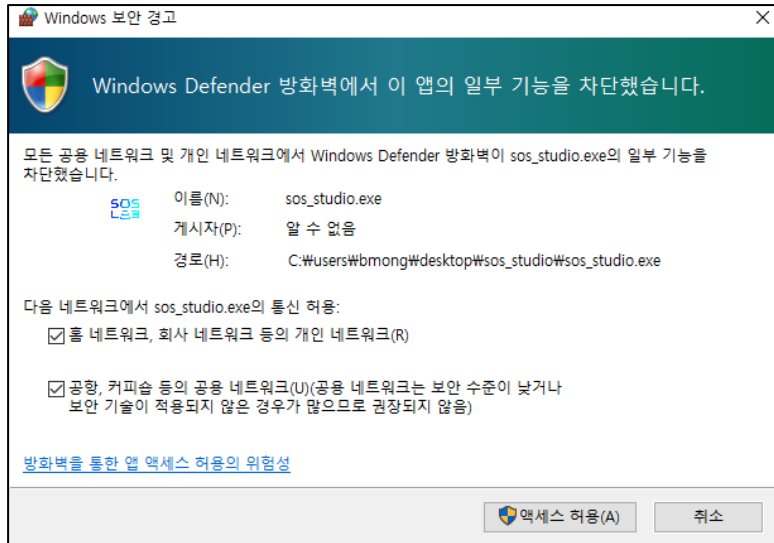 Windows 보안 경고
Windows Defender 방화벽에서 이 앱의 일부 기능을 차단했습니다.
모든 공용 네트워크 및 개인 네트워크에서 Windows Defender 방화벽이 sos_studio.exe의 일부 기능을
차단했습니다.
SOS
LAB
이름(N): sos_studio.exe
게시자(P): 알 수 없음
경로(H): C:₩users₩bmong₩desktop₩sos_studio₩sos_studio.exe
다음 네트워크에서 sos_studio.exe의 통신 허용:
홈 네트워크, 회사 네트워크 등의 개인 네트워크(R)
공항, 커피숍 등의 공용 네트워크(U)(공용 네트워크는 보안 수준이 낮거나
보안 기술이 적용되지 않은 경우가 많으므로 권장되지 않음)
방화벽을 통한 앱 액세스 허용의 위험성
액세스 허용(A) 취소